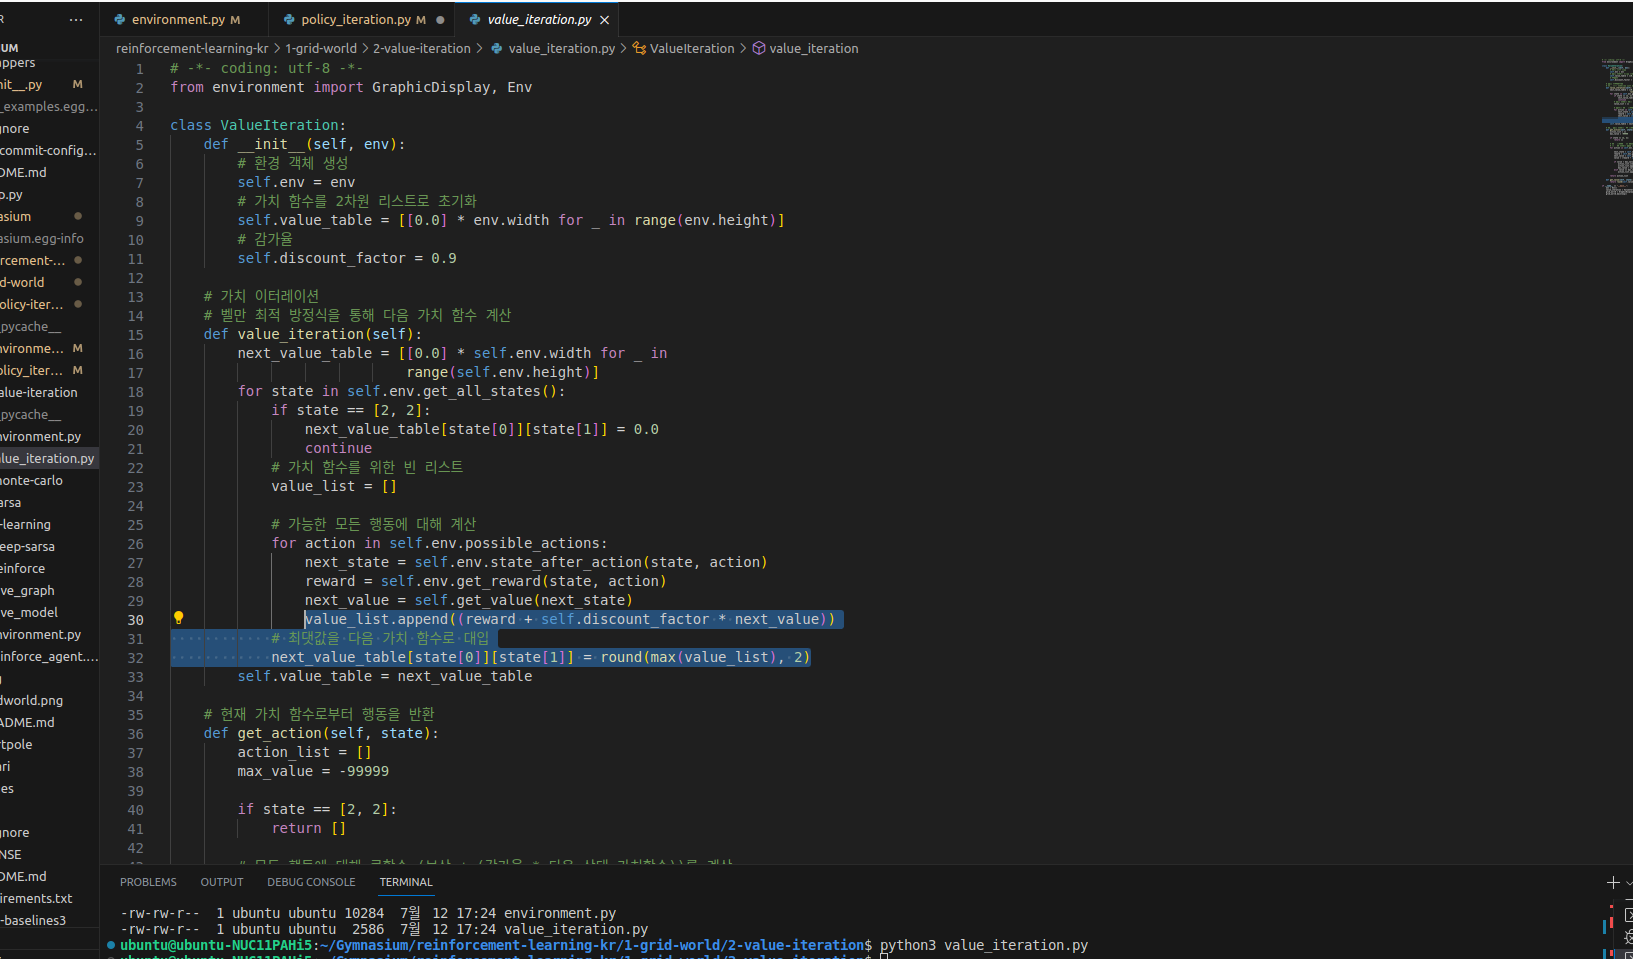 environment.py M
policy_iteration.py M
value_iteration.py
reinforcement-learning-kr > 1-grid-world > 2-value-iteration > value_iteration.py > ValueIteration > value_iteration
R
IUM
appers
nit__.py M
_examples.egg...
gnore
commit-config...
DME.md
o.py
asium
asium.egg-info
rcement-...
d-world
olicy-iter...
pycache__
nvironme... M
olicy_iter... M
alue-iteration
pycache__
nvironment.py
alue_iteration.py
onte-carlo
arsa
-learning
eep-sarsa
einforce
ve_graph
ve_model
nvironment.py
einforce_agent....
dworld.png
ADME.md
rtpole
ari
es
gnore
NSE
DME.md
irements.txt
-baselines3
1 # -*- coding: utf-8 -*-
2 from environment import GraphicDisplay, Env
3
4 class ValueIteration:
5 def __init__(self, env):
6 # 환경 객체 생성
7 self.env = env
8 # 가치 함수를 2차원 리스트로 초기화
9 self.value_table = [[0.0] * env.width for _ in range(env.height)]
10 # 감가율
11 self.discount_factor = 0.9
12
13 # 가치 이터레이션
14 # 벨만 최적 방정식을 통해 다음 가치 함수 계산
15 def value_iteration(self):
16 next_value_table = [[0.0] * self.env.width for _ in
17 range(self.env.height)]
18 for state in self.env.get_all_states():
19 if state == [2, 2]:
20 next_value_table[state[0]][state[1]] = 0.0
21 continue
22 # 가치 함수를 위한 빈 리스트
23 value_list = []
24
25 # 가능한 모든 행동에 대해 계산
26 for action in self.env.possible_actions:
27 next_state = self.env.state_after_action(state, action)
28 reward = self.env.get_reward(state, action)
29 next_value = self.get_value(next_state)
30 value_list.append((reward + self.discount_factor * next_value))
31 # 최댓값을 다음 가치 함수로 대입
32 next_value_table[state[0]][state[1]] = round(max(value_list), 2)
33 self.value_table = next_value_table
34
35 # 현재 가치 함수로부터 행동을 반환
36 def get_action(self, state):
37 action_list = []
38 max_value = -99999
39
40 if state == [2, 2]:
41 return []
42
PROBLEMS OUTPUT DEBUG CONSOLE TERMINAL
-rw-rw-r-- 1 ubuntu ubuntu 10284 7월 12 17:24 environment.py
-rw-rw-r-- 1 ubuntu ubuntu 2586 7월 12 17:24 value_iteration.py
ubuntu@ubuntu-NUC11PAHi5:~/Gymnasium/reinforcement-learning-kr/1-grid-world/2-value-iteration$ python3 value_iteration.py